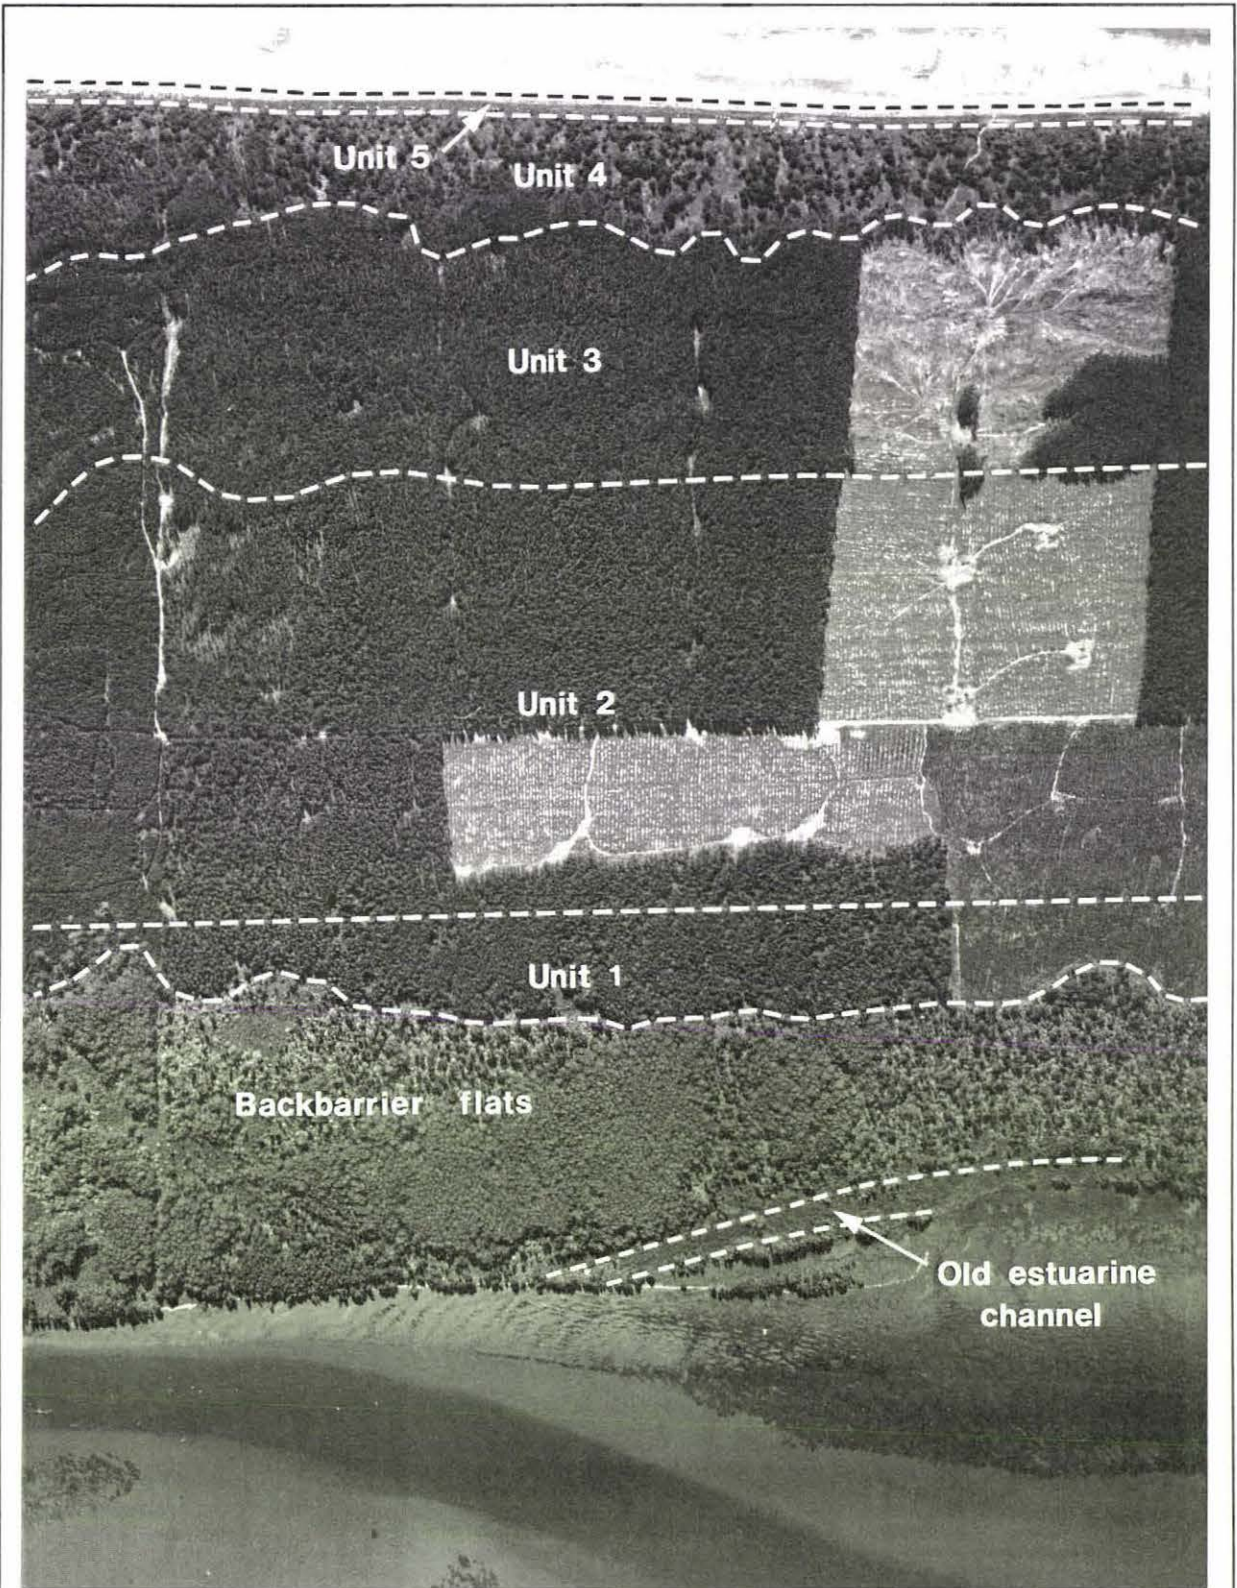 Unit 5
Unit 4
Unit 3
Unit 2
Unit 1
Backbarrier flats
Old estuarine
channel